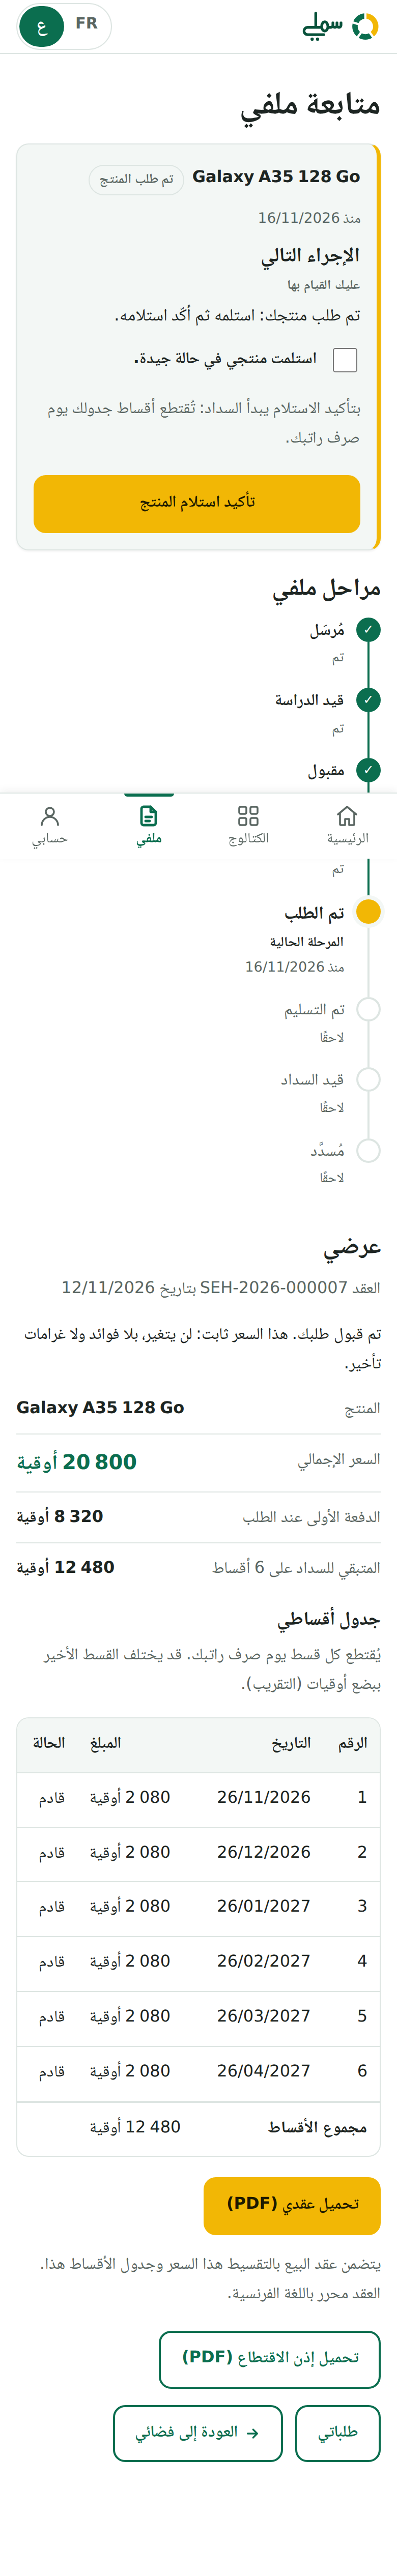 سهلي
FR
ع
متابعة ملفي
Galaxy A35 128 Go
تم طلب المنتج
منذ 16/11/2026
الإجراء التالي
عليك القيام بها
تم طلب منتجك: استلمه ثم أكّد استلامه.
استلمت منتجي في حالة جيدة.
بتأكيد الاستلام يبدأ السداد: تُقتطع أقساط جدولك يوم
صرف راتبك.
تأكيد استلام المنتج
مراحل ملفي
✓ مُرسَل
تم
✓ قيد الدراسة
تم
✓ مقبول
الرئيسية
الكتالوج
ملفي
حسابي
تم
تم الطلب
المرحلة الحالية
منذ 16/11/2026
تم التسليم
لاحقًا
قيد السداد
لاحقًا
مُسدَّد
لاحقًا
عرضي
العقد SEH-2026-000007 بتاريخ 12/11/2026
تم قبول طلبك. هذا السعر ثابت: لن يتغير، بلا فوائد ولا غرامات
تأخير.
المنتج Galaxy A35 128 Go
السعر الإجمالي 20 800 أوقية
الدفعة الأولى عند الطلب 8 320 أوقية
المتبقي للسداد على 6 أقساط 12 480 أوقية
جدول أقساطي
يُقتطع كل قسط يوم صرف راتبك. قد يختلف القسط الأخير
ببضع أوقيات (التقريب).
الرقم التاريخ المبلغ الحالة
1 26/11/2026 2 080 أوقية قادم
2 26/12/2026 2 080 أوقية قادم
3 26/01/2027 2 080 أوقية قادم
4 26/02/2027 2 080 أوقية قادم
5 26/03/2027 2 080 أوقية قادم
6 26/04/2027 2 080 أوقية قادم
مجموع الأقساط 12 480 أوقية
تحميل عقدي (PDF)
يتضمن عقد البيع بالتقسيط هذا السعر وجدول الأقساط هذا.
العقد محرر باللغة الفرنسية.
تحميل إذن الاقتطاع (PDF)
طلباتي
→ العودة إلى فضائي